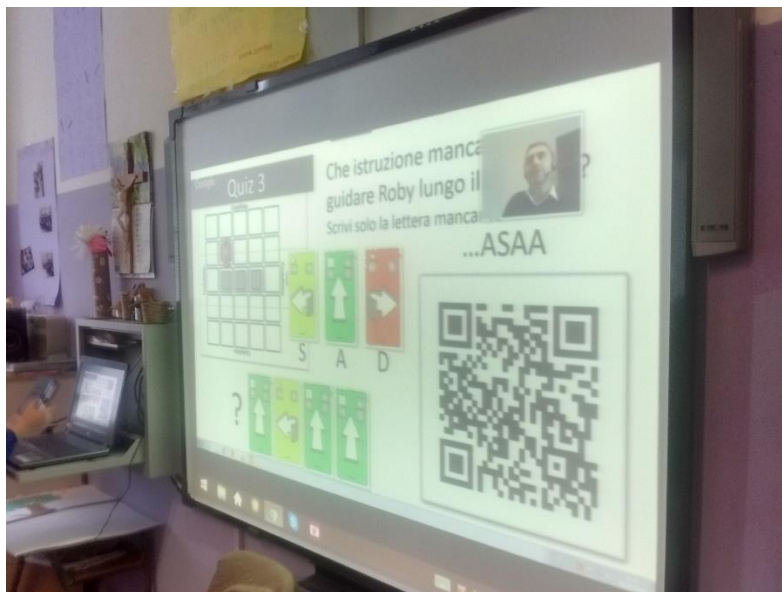 Quiz 3
Che istruzione manca
guidare Roby lungo il ?
Scrivi solo la lettera manca
...ASAA
S A D
?